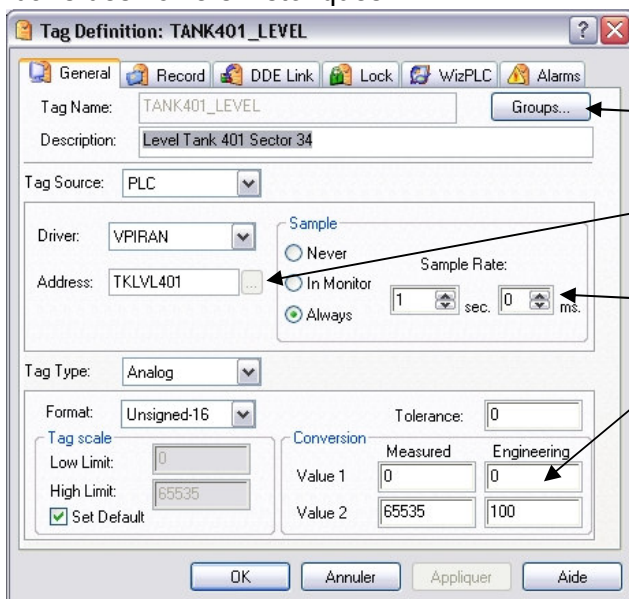 Tag Definition: TANK401_LEVEL
General Record DDE Link Lock WizPLC Alarms
Tag Name: TANK401_LEVEL Groups...
Description: Level Tank 401 Sector 34
Tag Source: PLC
Driver: VPIRAN
Address: TKLVL401 ...
Sample
Never
In Monitor
Always
Sample Rate:
1 sec. 0 ms.
Tag Type: Analog
Format: Unsigned-16
Tolerance: 0
Tag scale
Low Limit: 0
High Limit: 65535
Set Default
Conversion
Measured Engineering
Value 1 0 0
Value 2 65535 100
OK Annuler Appliquer Aide